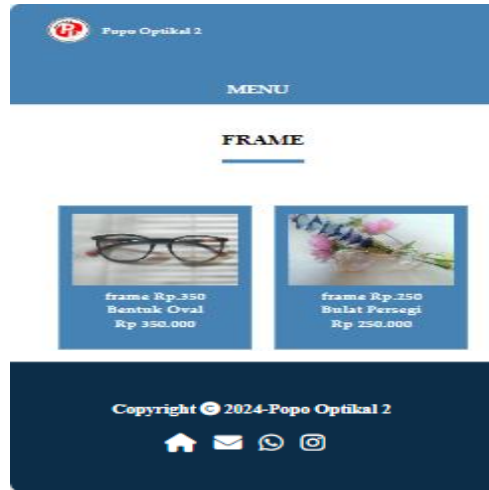 Popo Optikal 2
MENU
FRAME
frame Rp.350
Bentuk Oval
Rp 350.000
frame Rp.250
Bulat Persegi
Rp 250.000
Copyright © 2024-Popo Optikal 2